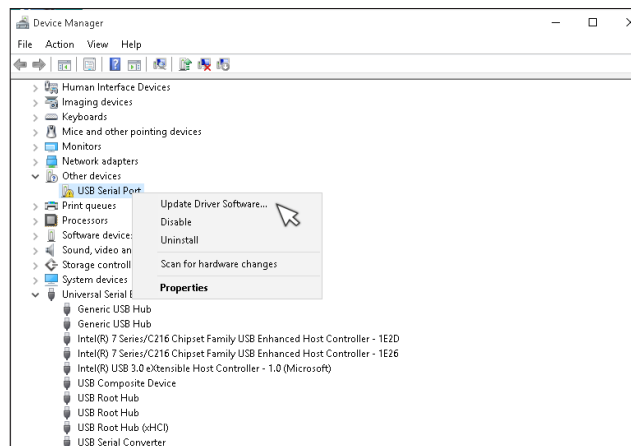 Device Manager
File Action View Help
Human Interface Devices
Imaging devices
Keyboards
Mice and other pointing devices
Monitors
Network adapters
Other devices
USB Serial Port
Print queues
Processors
Software device
Sound, video an
Storage controll
System devices
Universal Serial
Update Driver Software...
Disable
Uninstall
Scan for hardware changes
Properties
Generic USB Hub
Generic USB Hub
Intel(R) 7 Series/C216 Chipset Family USB Enhanced Host Controller - 1E2D
Intel(R) 7 Series/C216 Chipset Family USB Enhanced Host Controller - 1E26
Intel(R) USB 3.0 eXtensible Host Controller - 1.0 (Microsoft)
USB Composite Device
USB Root Hub
USB Root Hub
USB Root Hub (xHCI)
USB Serial Converter